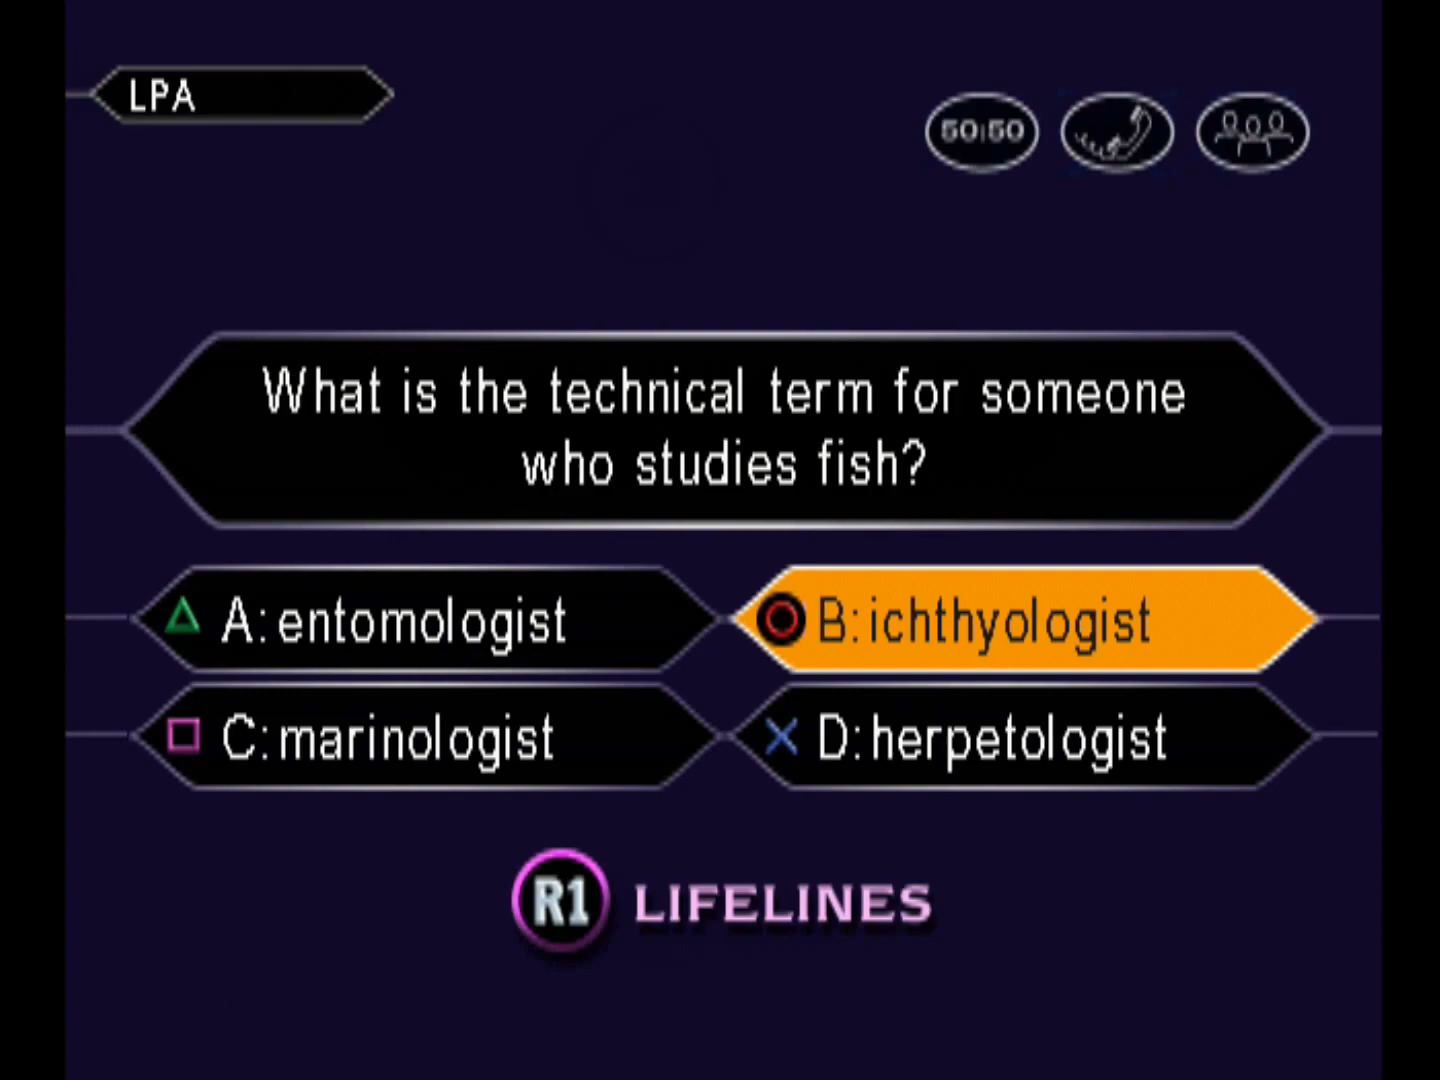 LPA
50:50
What is the technical term for someone
who studies fish?
A: entomologist
B: ichthyologist
C: marinologist
D: herpetologist
R1 LIFELINES